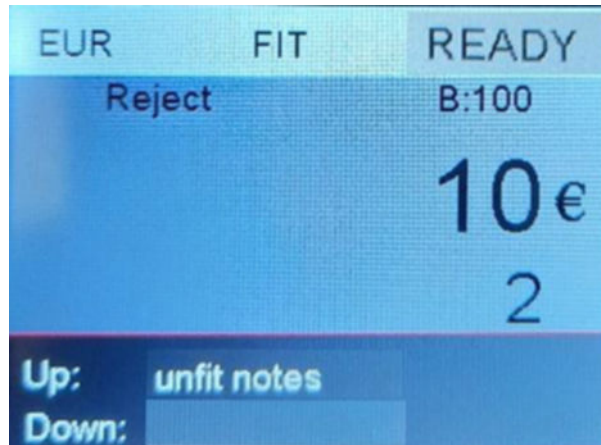 EUR FIT READY
Reject B:100
10€
2
Up: unfit notes
Down: